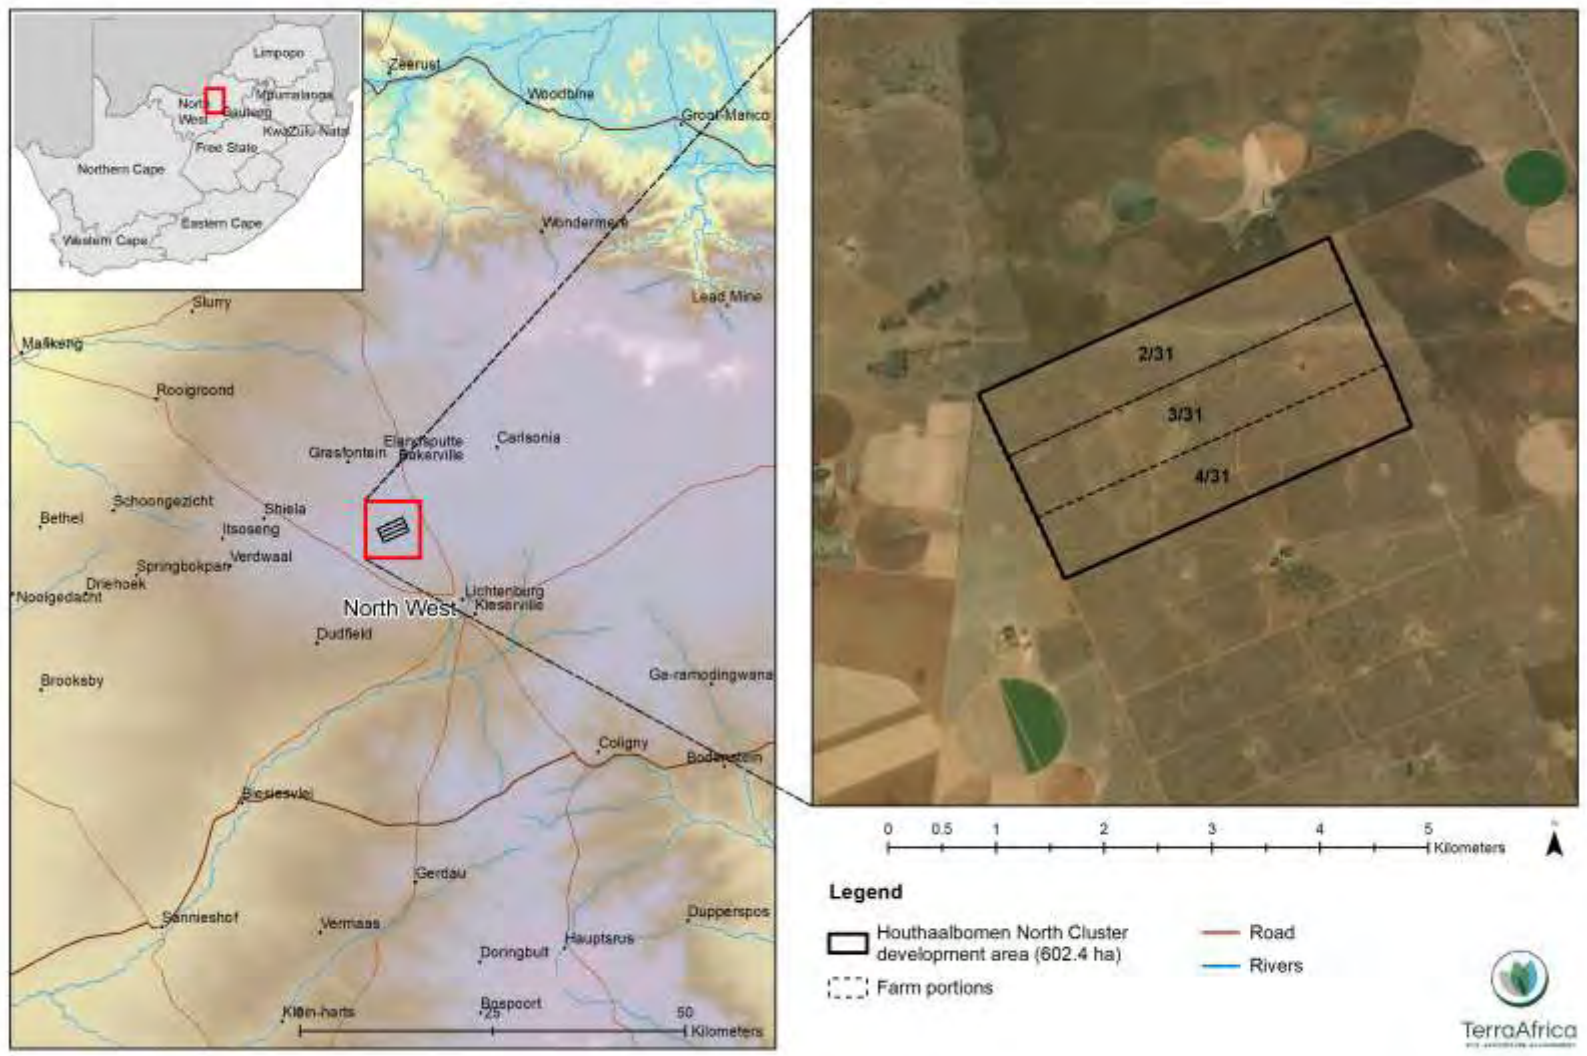 Limpopo
North
West
Mpumalanga
Gauteng
KwaZulu-Natal
Free State
Northern Cape
Eastern Cape
Western Cape
Zeerust
Woodbine
Groot-Marico
Wondermere
Lead Mine
Slurry
Mafikeng
Rooigrond
Elandsputte
Bakerville
Carlsonia
Grasfontein
Schoongezicht
Shiela
Bethel
Itsoseng
Verdwaal
Springbokpan
Driehoek
Nooigedacht
Lichtenburg
Kieserville
North West
Dudfield
Brooksby
Ga-ramodingwana
Coligny
Bodenstein
Biesiesvlei
Gerdau
Sannieshof
Vermaas
Dupperspos
Hauptsrus
Doringbult
Bospoort
Klein-harts
25
50
Kilometers
2/31
3/31
4/31
0 0.5 1 2 3 4 5
Kilometers
N
Legend
Houthaalbomen North Cluster
development area (602.4 ha)
Farm portions
Road
Rivers
TerraAfrica